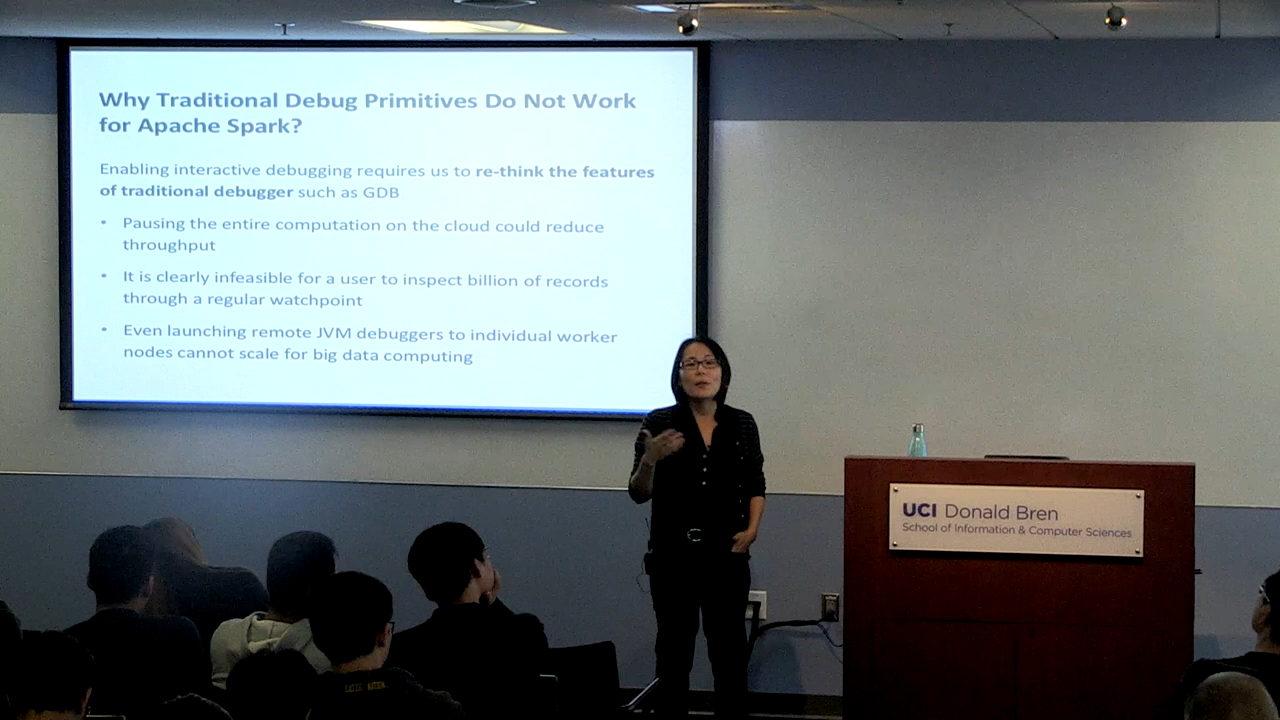 Why Traditional Debug Primitives Do Not Work
for Apache Spark?
Enabling interactive debugging requires us to re-think the features
of traditional debugger such as GDB
• Pausing the entire computation on the cloud could reduce
throughput
• It is clearly infeasible for a user to inspect billion of records
through a regular watchpoint
• Even launching remote JVM debuggers to individual worker
nodes cannot scale for big data computing
UCI Donald Bren
School of Information & Computer Sciences